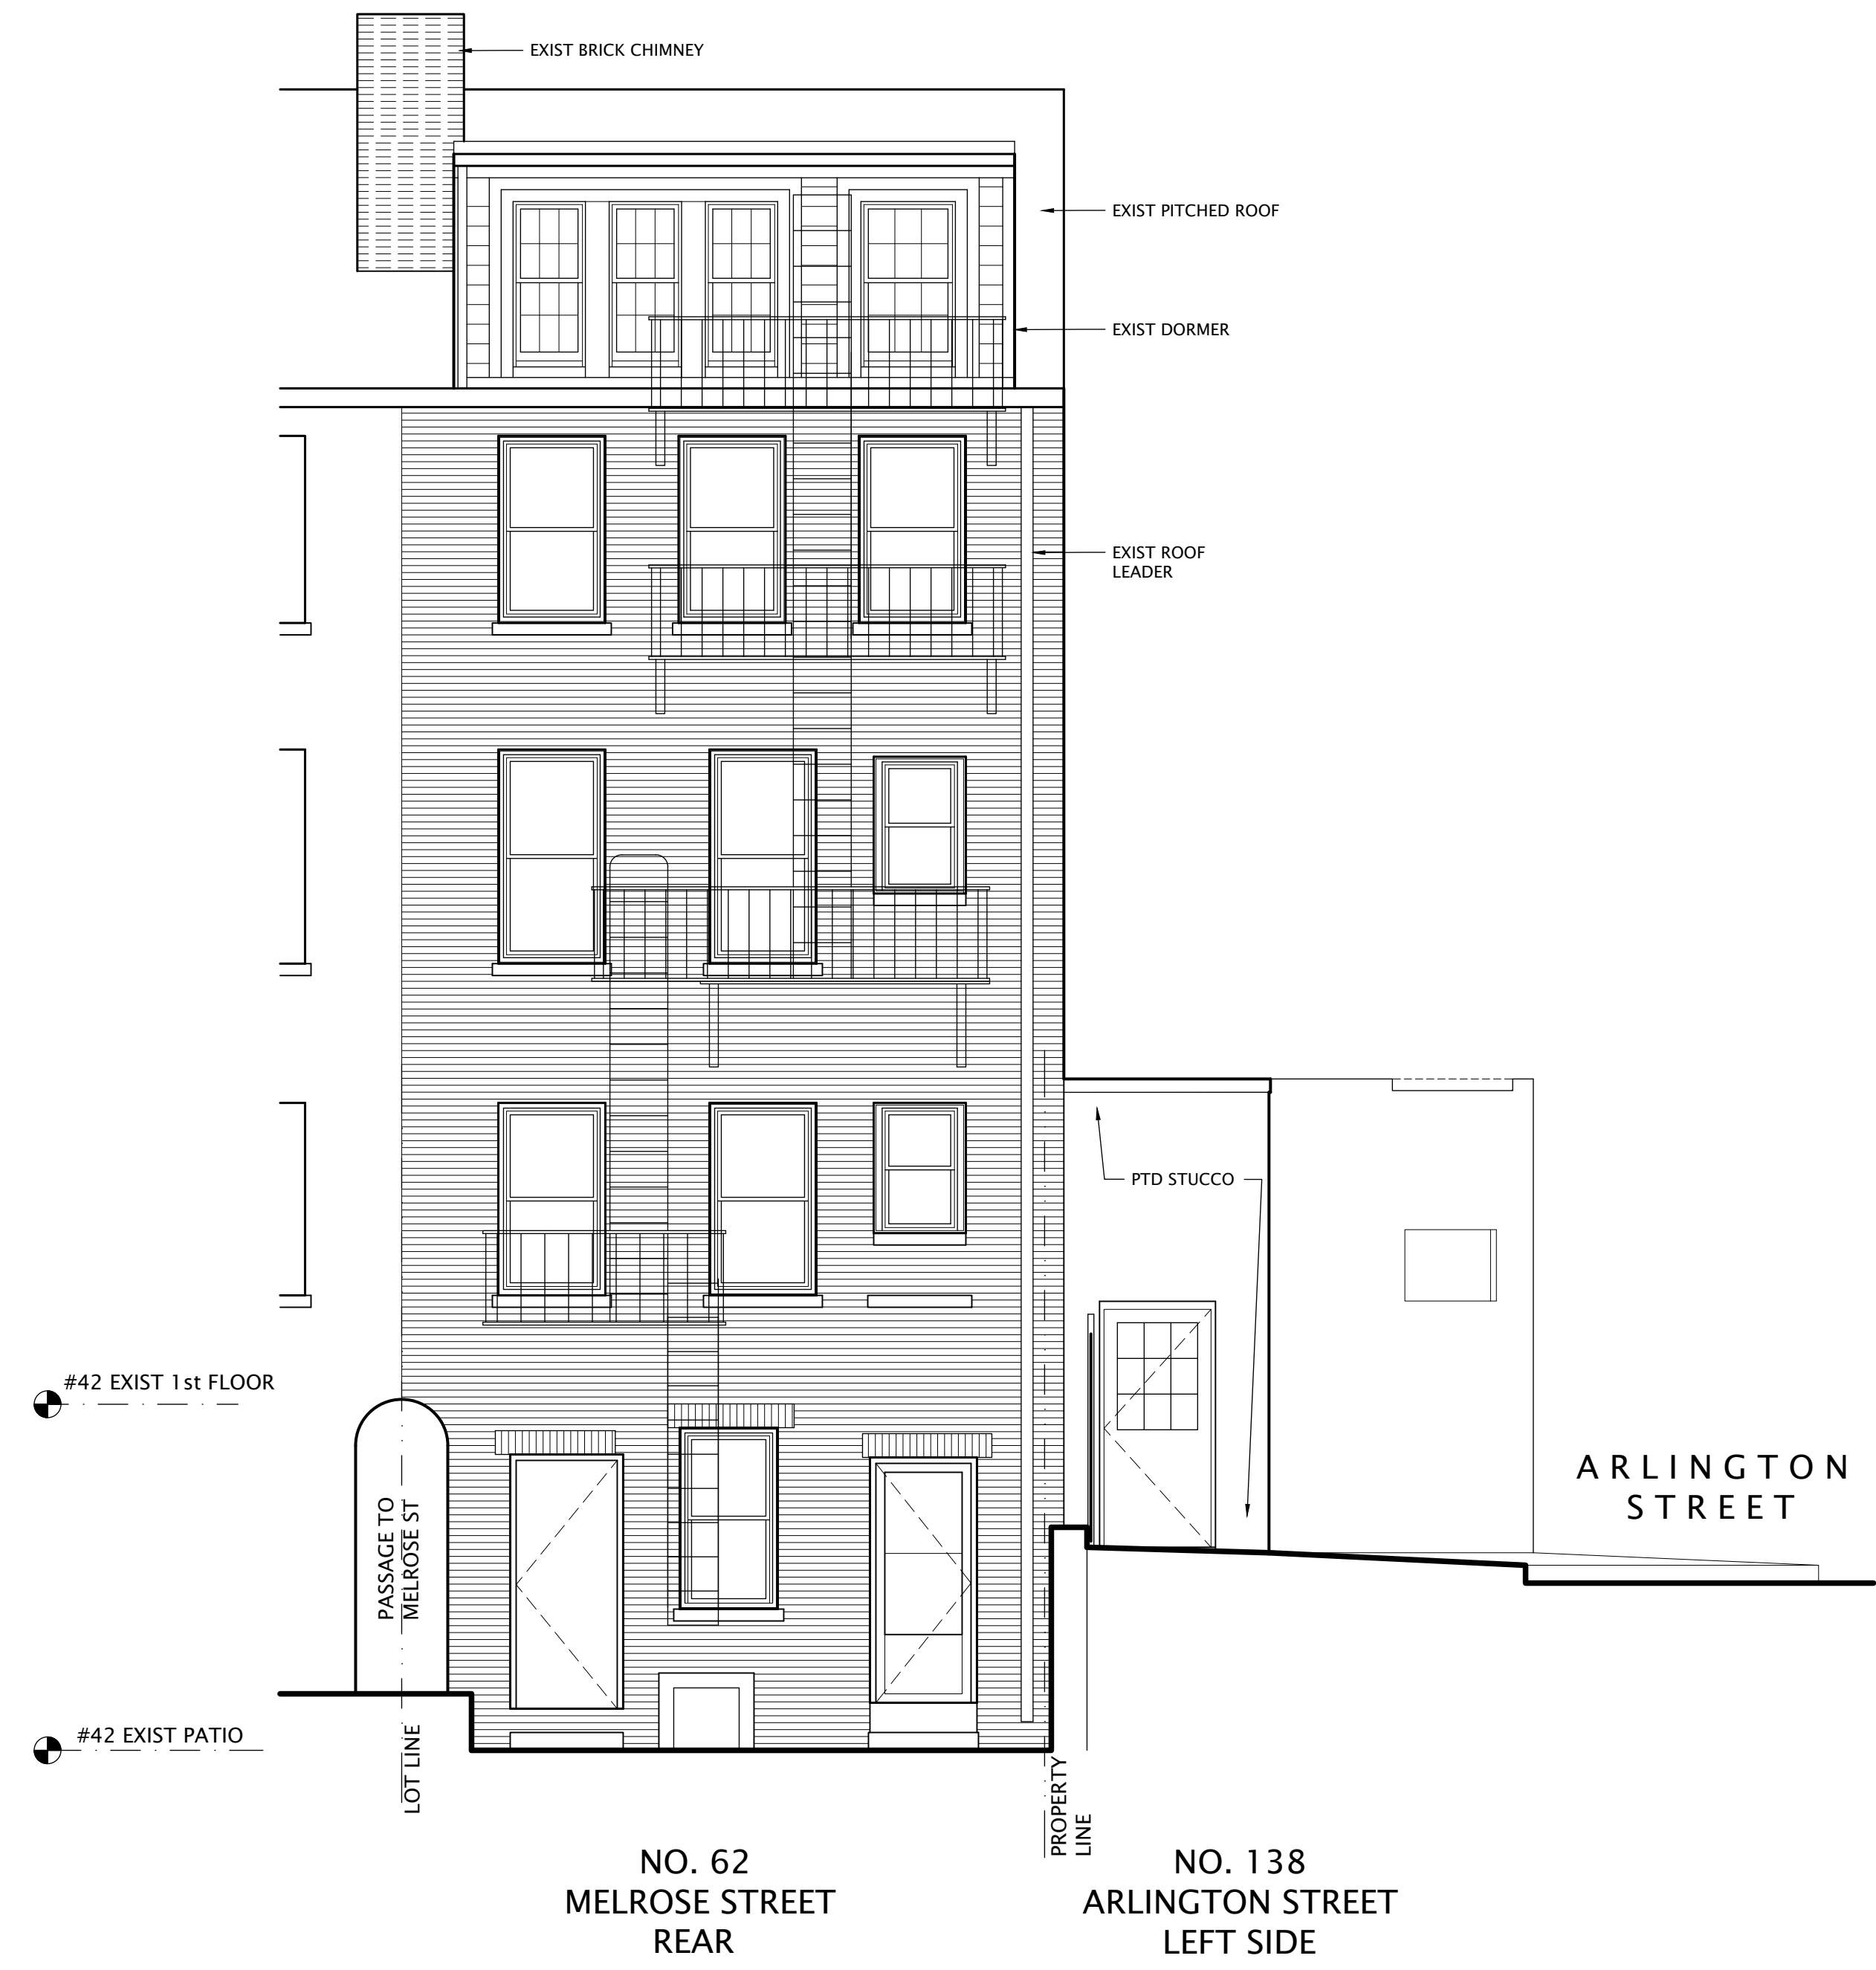 EXIST BRICK CHIMNEY
EXIST PITCHED ROOF
EXIST DORMER
EXIST ROOF
LEADER
PTD STUCCO
#42 EXIST 1st FLOOR
ARLINGTON
STREET
PASSAGE TO
MELROSE ST
#42 EXIST PATIO
LOT LINE
PROPERTY
LINE
NO. 62
MELROSE STREET
REAR
NO. 138
ARLINGTON STREET
LEFT SIDE